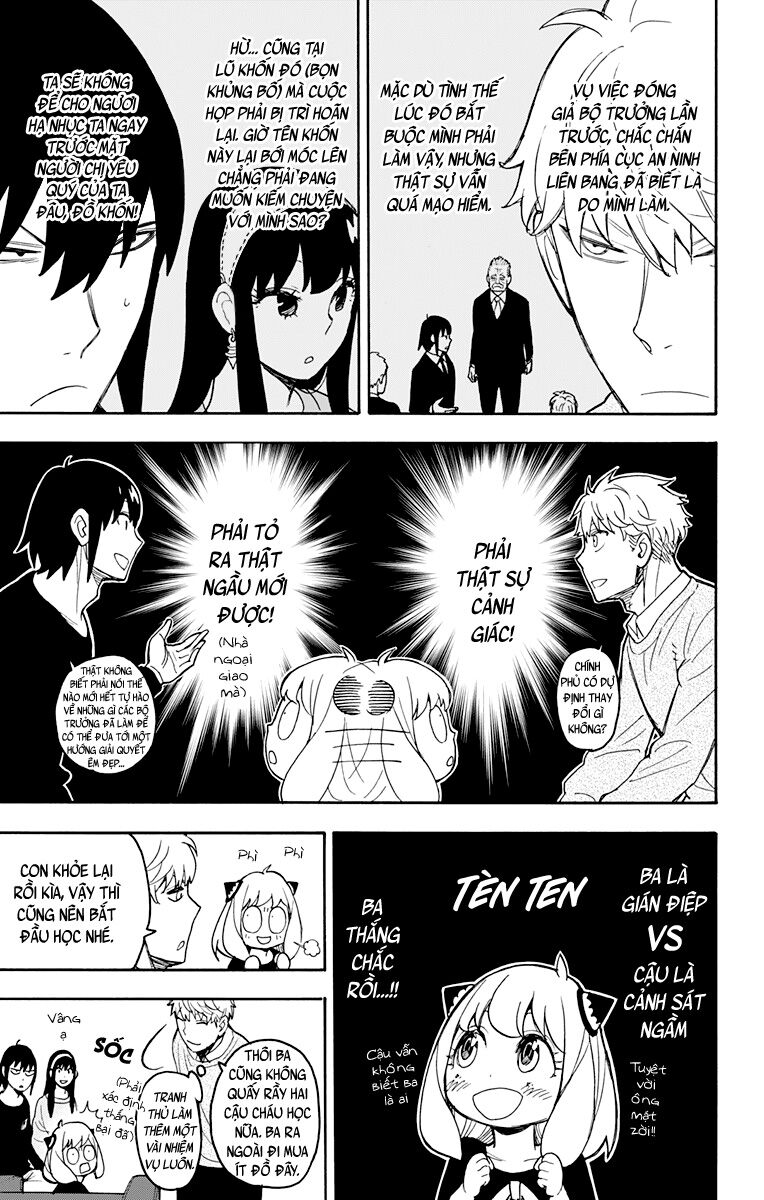 VỤ VIỆC ĐÓNG
GIẢ BỘ TRƯỞNG LẦN
TRƯỚC, CHẮC CHẮN
BÊN PHÍA CỤC AN NINH
LIÊN BANG ĐÃ BIẾT LÀ
DO MÌNH LÀM.
MẶC DÙ TÌNH THẾ
LÚC ĐÓ BẮT
BUỘC MÌNH PHẢI
LÀM VẬY, NHƯNG
THẬT SỰ VẪN
QUÁ MẠO HIỂM.
HỪ... CŨNG TẠI
LŨ KHỐN ĐÓ (BỌN
KHỦNG BỐ) MÀ CUỘC
HỌP PHẢI BỊ TRÌ HOÃN
LẠI. GIỜ TÊN KHỐN
NÀY LẠI BỚI MÓC LÊN
CHẲNG PHẢI ĐANG
MUỐN KIẾM CHUYỆN
VỚI MÌNH SAO?
TA SẼ KHÔNG
ĐỂ CHO NGƯƠI
HẠ NHỤC TA NGAY
TRƯỚC MẶT
NGƯỜI CHỊ YÊU
QUÝ CỦA TA
ĐÂU, ĐỒ KHỐN!
PHẢI
THẬT SỰ
CẢNH
GIÁC!
CHÍNH
PHỦ CÓ DỰ
ĐỊNH THAY
ĐỔI GÌ
KHÔNG?
PHẢI TỎ
RA THẬT
NGẦU MỚI
ĐƯỢC!
(Nhà
ngoại
giao
mà)
THẬT KHÔNG
BIẾT PHẢI NÓI THẾ
NÀO MỚI HẾT TỰ HÀO
VỀ NHỮNG GÌ CÁC BỘ
TRƯỞNG ĐÃ LÀM ĐỂ
CÓ THỂ ĐƯA TỚI MỘT
HƯỚNG GIẢI QUYẾT
ÊM ĐẸP...
BA LÀ
GIÁN ĐIỆP
VS
CẬU LÀ
CẢNH SÁT
NGẦM
Tuyệt
vời
ông
mặt
zời!!
TÈN TEN
BA
THẮNG
CHẮC
RỒI...!!
Cậu vẫn
không
biết ba
là ai
Phì
Phì
CON KHỎE LẠI
RỒI KÌA, VẬY THÌ
CŨNG NÊN BẮT
ĐẦU HỌC NHÉ.
THÔI BA
CŨNG KHÔNG
QUẤY RẦY HAI
CẬU CHÁU HỌC
NỮA. BA RA
NGOÀI ĐI MUA
ÍT ĐỒ ĐÂY.
TRANH
THỦ LÀM
THÊM MỘT
VÀI NHIỆM
VỤ LUÔN.
SỐC
(Phải
xác
định
thắng
bại đã)
Vâng
ạ